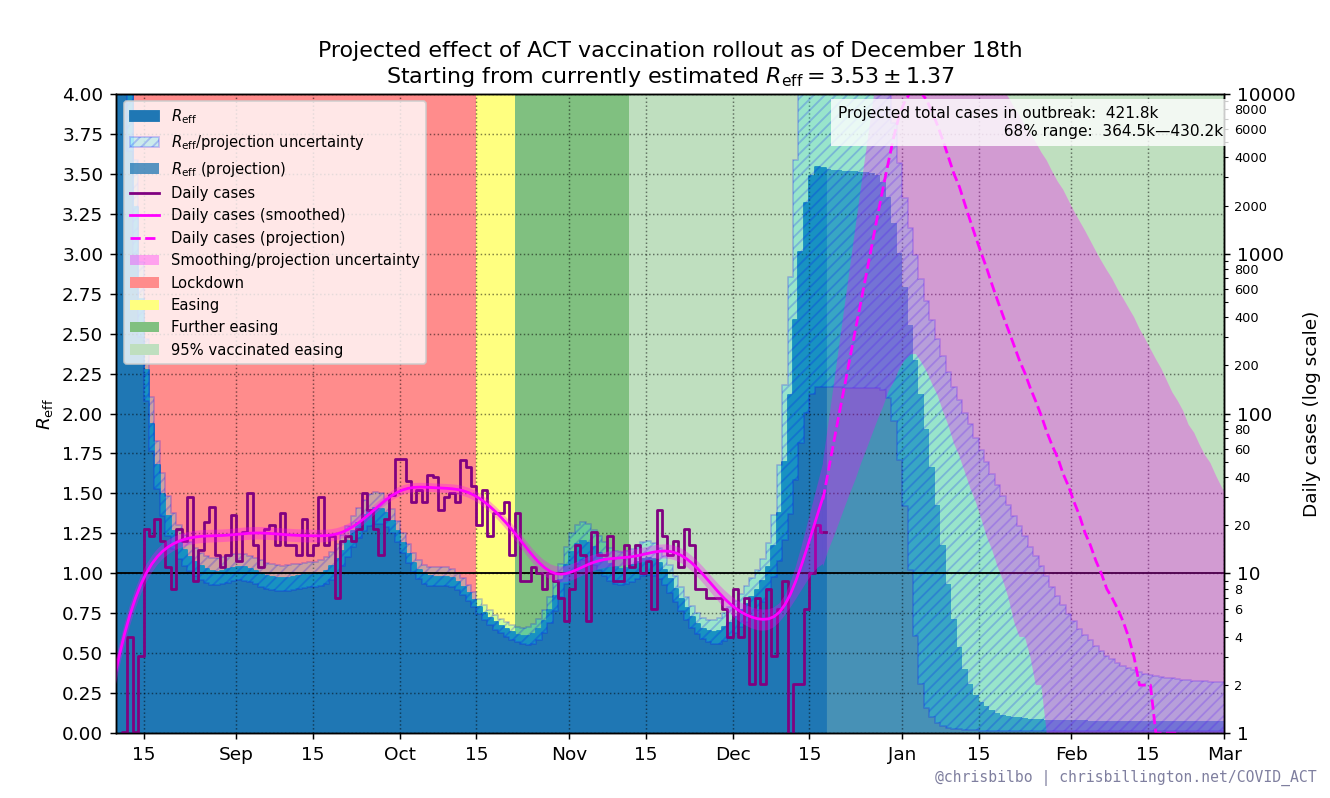 Projected effect of ACT vaccination rollout as of December 18th
Starting from currently estimated R_eff = 3.53 ± 1.37
Projected total cases in outbreak: 421.8k
68% range: 364.5k—430.2k
R_eff
R_eff/projection uncertainty
R_eff (projection)
Daily cases
Daily cases (smoothed)
Daily cases (projection)
Smoothing/projection uncertainty
Lockdown
Easing
Further easing
95% vaccinated easing
R_eff
4.00
3.75
3.50
3.25
3.00
2.75
2.50
2.25
2.00
1.75
1.50
1.25
1.00
0.75
0.50
0.25
0.00
10000
8000
6000
4000
2000
1000
800
600
400
200
100
80
60
40
20
10
8
6
4
2
1
Daily cases (log scale)
15 Sep 15 Oct 15 Nov 15 Dec 15 Jan 15 Feb 15 Mar
@chrisbilbo | chrisbillington.net/COVID_ACT